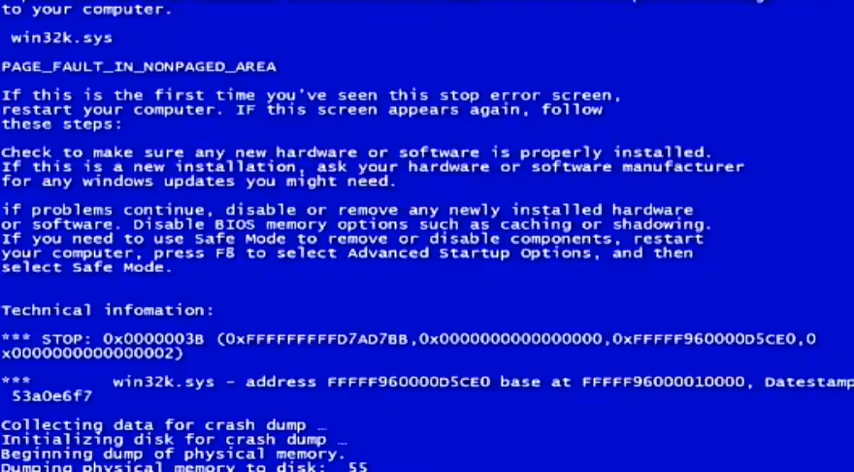 to your computer.
win32k.sys
PAGE_FAULT_IN_NONPAGED_AREA
If this is the first time you've seen this stop error screen,
restart your computer. IF this screen appears again, follow
these steps:
Check to make sure any new hardware or software is properly installed.
If this is a new installation, ask your hardware or software manufacturer
for any windows updates you might need.
if problems continue, disable or remove any newly installed hardware
or software. Disable BIOS memory options such as caching or shadowing.
If you need to use Safe Mode to remove or disable components, restart
your computer, press F8 to select Advanced Startup Options, and then
select Safe Mode.
Technical infomation:
*** STOP: 0x0000003B (0xFFFFFFFFFFD7AD7BB,0x0000000000000000,0xFFFFF960000D5CE0,0
x0000000000000002)
*** win32k.sys - address FFFFF960000D5CE0 base at FFFFF96000010000, Datestamp
53a0e6f7
Collecting data for crash dump …
Initializing disk for crash dump …
Beginning dump of physical memory.
Dumping physical memory to disk: 55